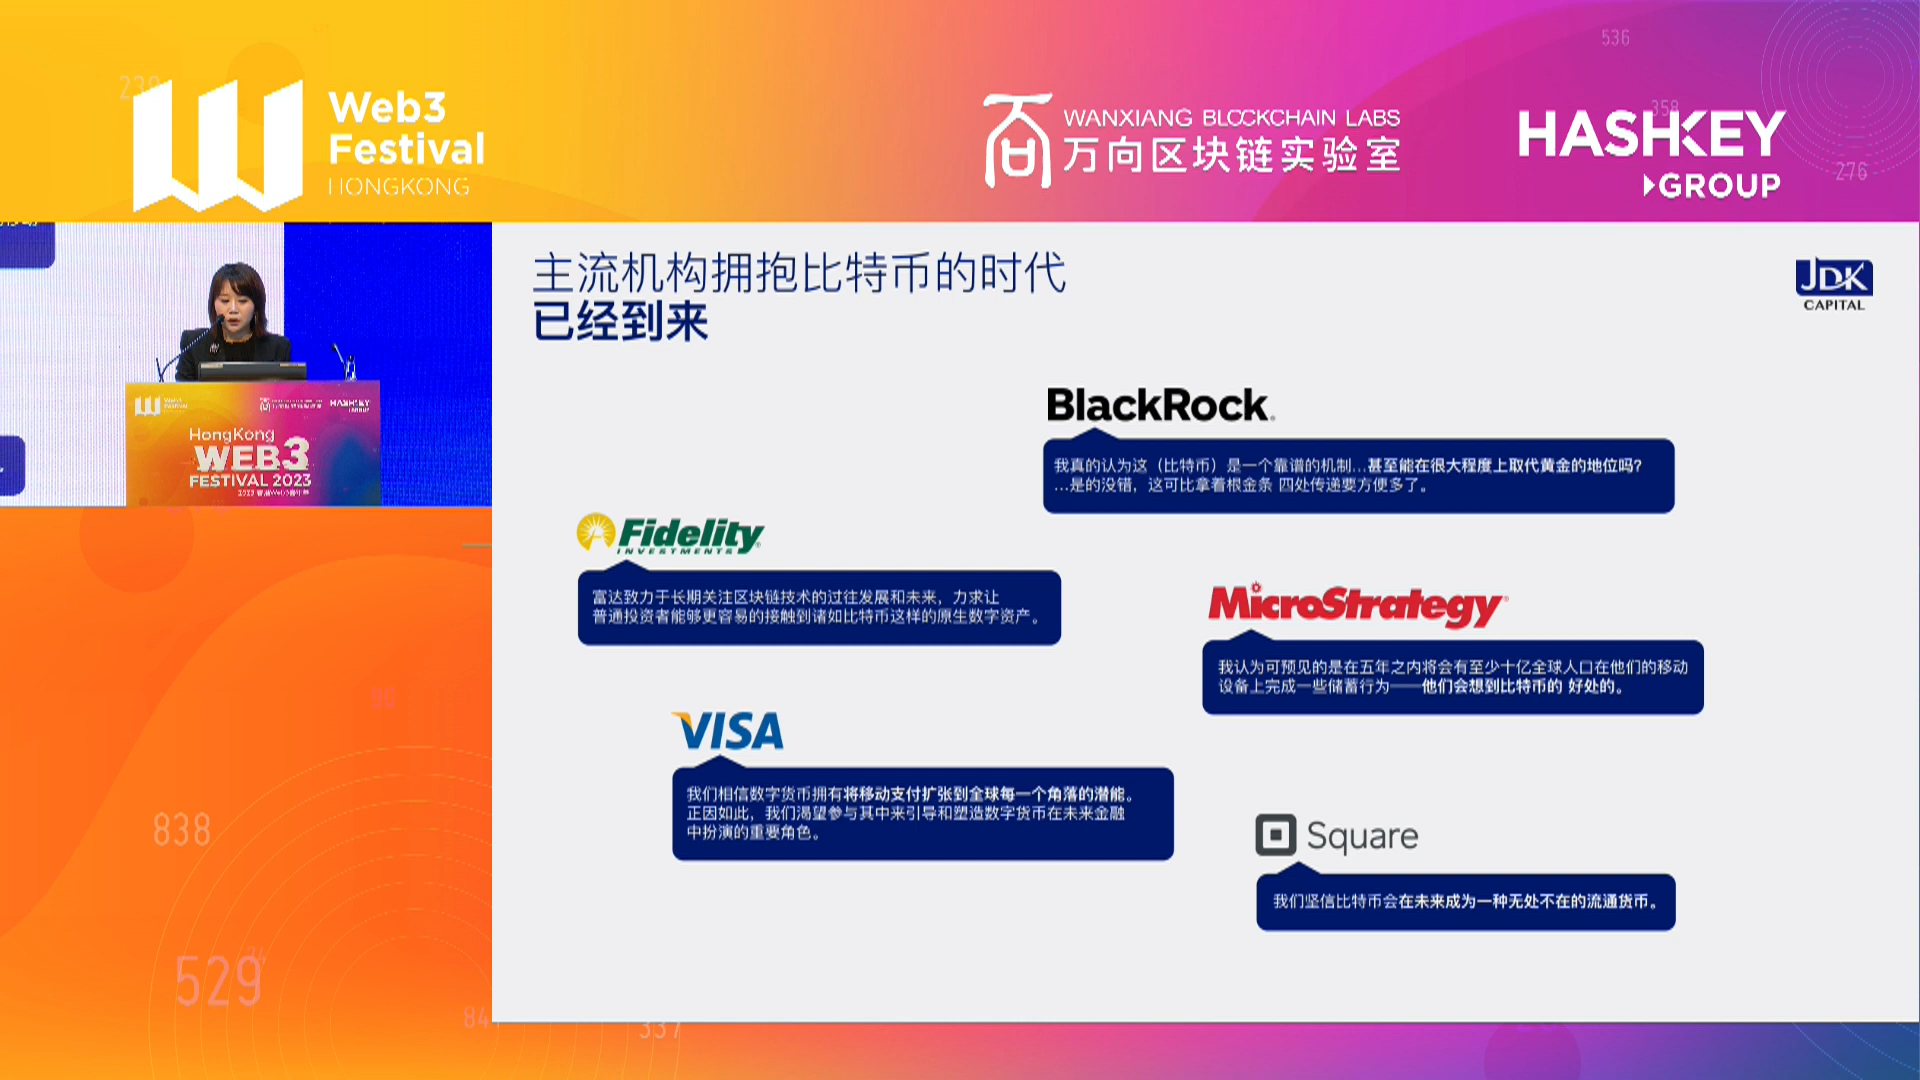 Web3
Festival
HONGKONG
WANXIANG BLOCKCHAIN LABS
万向区块链实验室
HASHKEY
GROUP
239
536
358
276
主流机构拥抱比特币的时代
已经到来
JDK
CAPITAL
BlackRock
我真的认为这（比特币）是一个靠谱的机制...甚至能在很大程度上取代黄金的地位吗？
...是的没错，这可比拿着根金条 四处传递要方便多了。
Fidelity
INVESTMENTS
富达致力于长期关注区块链技术的过往发展和未来，力求让
普通投资者能够更容易的接触到诸如比特币这样的原生数字资产。
MicroStrategy
我认为可预见的是在五年之内将会有至少十亿全球人口在他们的移动
设备上完成一些储蓄行为——他们会想到比特币的 好处的。
VISA
我们相信数字货币拥有将移动支付扩张到全球每一个角落的潜能。
正因如此，我们渴望参与其中来引导和塑造数字货币在未来金融
中扮演的重要角色。
Square
我们坚信比特币会在未来成为一种无处不在的流通货币。
HASHKEY
HongKong
WEB3
FESTIVAL 2023
98
838
529
84
337